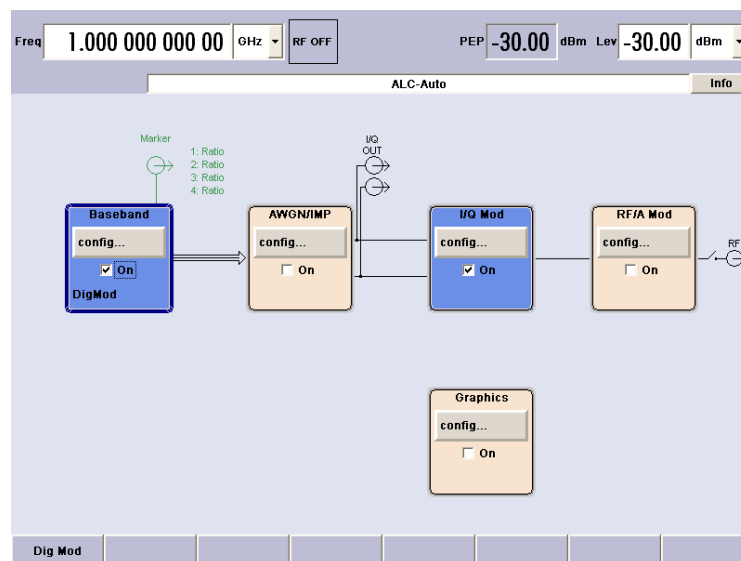 Freq 1.000 000 000 00 GHz RF OFF PEP -30.00 dBm Lev -30.00 dBm
ALC-Auto Info
Marker
1: Ratio
2: Ratio
3: Ratio
4: Ratio
I/Q
OUT
Baseband
config...
On
DigMod
AWGN/IMP
config...
On
I/Q Mod
config...
On
RF/A Mod
config...
On
RF
Graphics
config...
On
Dig Mod